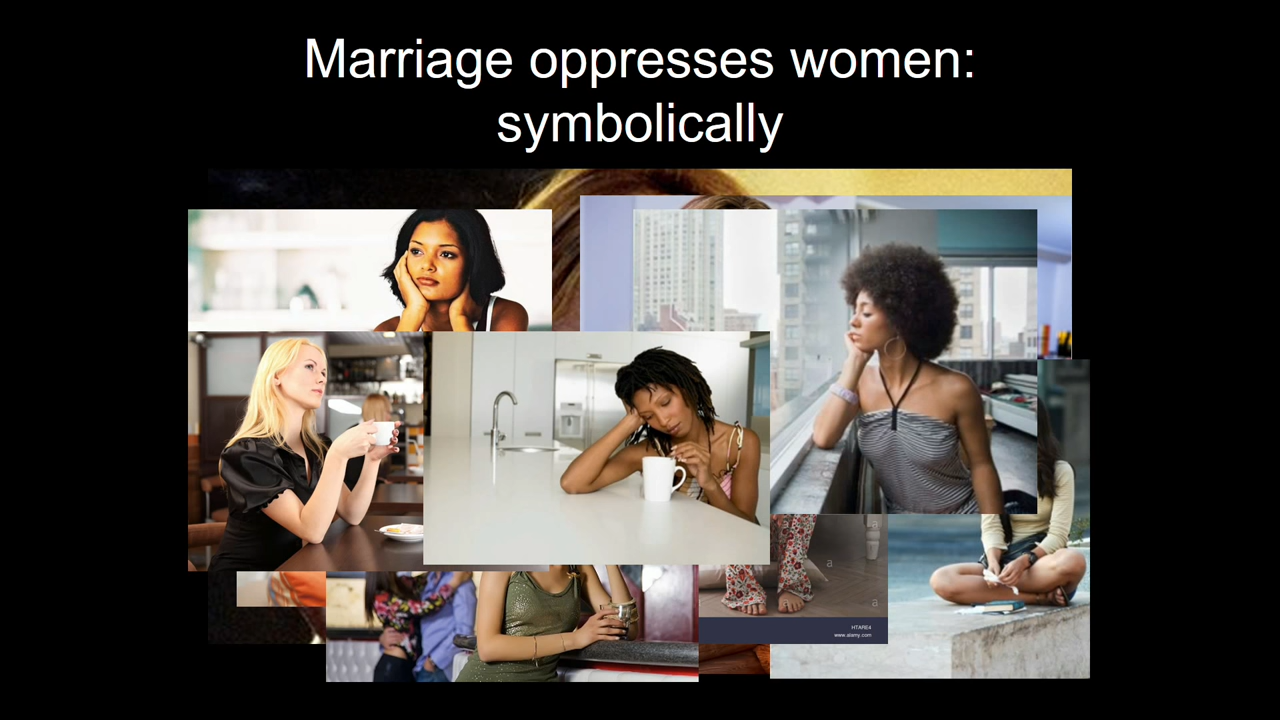 Marriage oppresses women:
symbolically
a
a
a
a
HTARE4
www.alamy.com